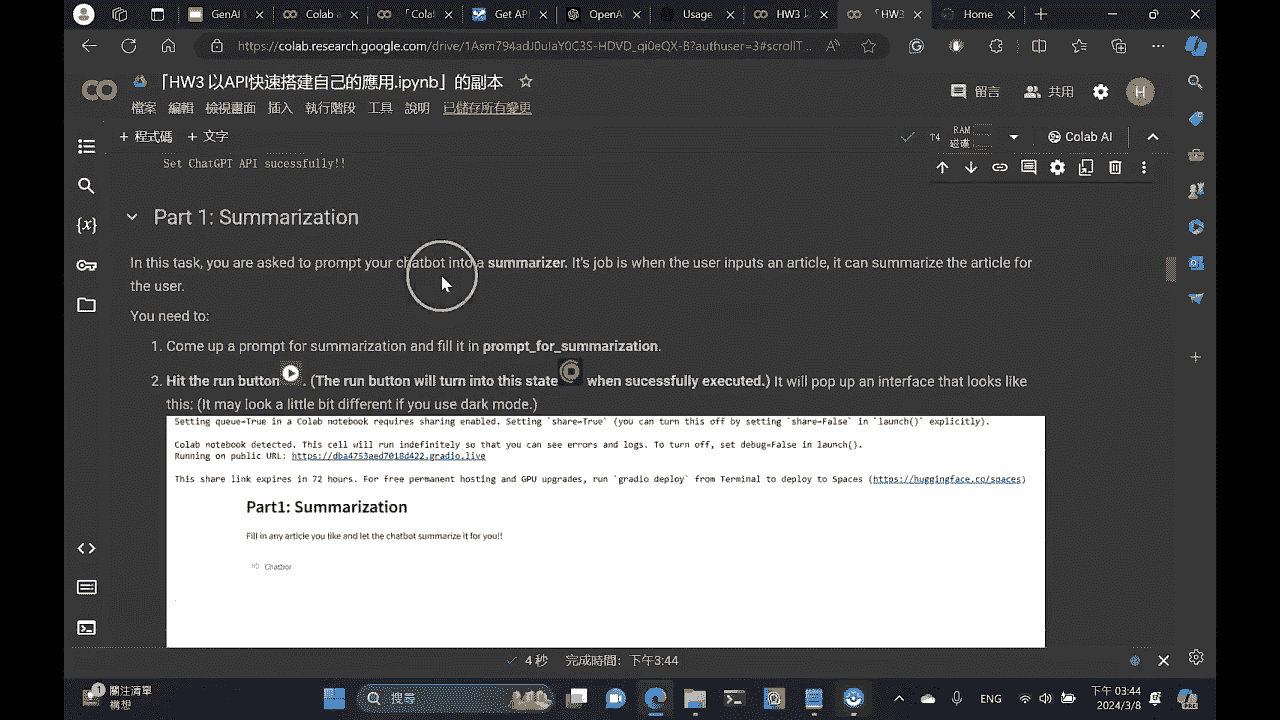 GenAI
Colab
「Colal
Get API
OpenA
Usage
HW3 以
「HW3
Home
https://colab.research.google.com/drive/1Asm794adJ0uIaY0C3S-HDVD_qi0eQX-B?authuser=3#scrollT...
「HW3 以API快速搭建自己的應用.ipynb」的副本
留言
共用
H
檔案 編輯 檢視畫面 插入 執行階段 工具 說明 已儲存所有變更
+ 程式碼 + 文字
T4
RAM
磁碟
Colab AI
Set ChatGPT API sucessfully!!
Part 1: Summarization
In this task, you are asked to prompt your chatbot into a summarizer. It's job is when the user inputs an article, it can summarize the article for
the user.
You need to:
1. Come up a prompt for summarization and fill it in prompt_for_summarization.
2. Hit the run button . (The run button will turn into this state when sucessfully executed.) It will pop up an interface that looks like
this: (It may look a little bit different if you use dark mode.)
Setting queue=True in a Colab notebook requires sharing enabled. Setting `share=True` (you can turn this off by setting `share=False` in `launch()` explicitly).
Colab notebook detected. This cell will run indefinitely so that you can see errors and logs. To turn off, set debug=False in launch().
Running on public URL: https://dba4753aed7018d422.gradio.live
This share link expires in 72 hours. For free permanent hosting and GPU upgrades, run `gradio deploy` from Terminal to deploy to Spaces (https://huggingface.co/spaces)
Part1: Summarization
Fill in any article you like and let the chatbot summarize it for you!!
Chatbot
4 秒 完成時間: 下午3:44
1
關注清單
構想
搜尋
ENG
下午 03:44
2024/3/8